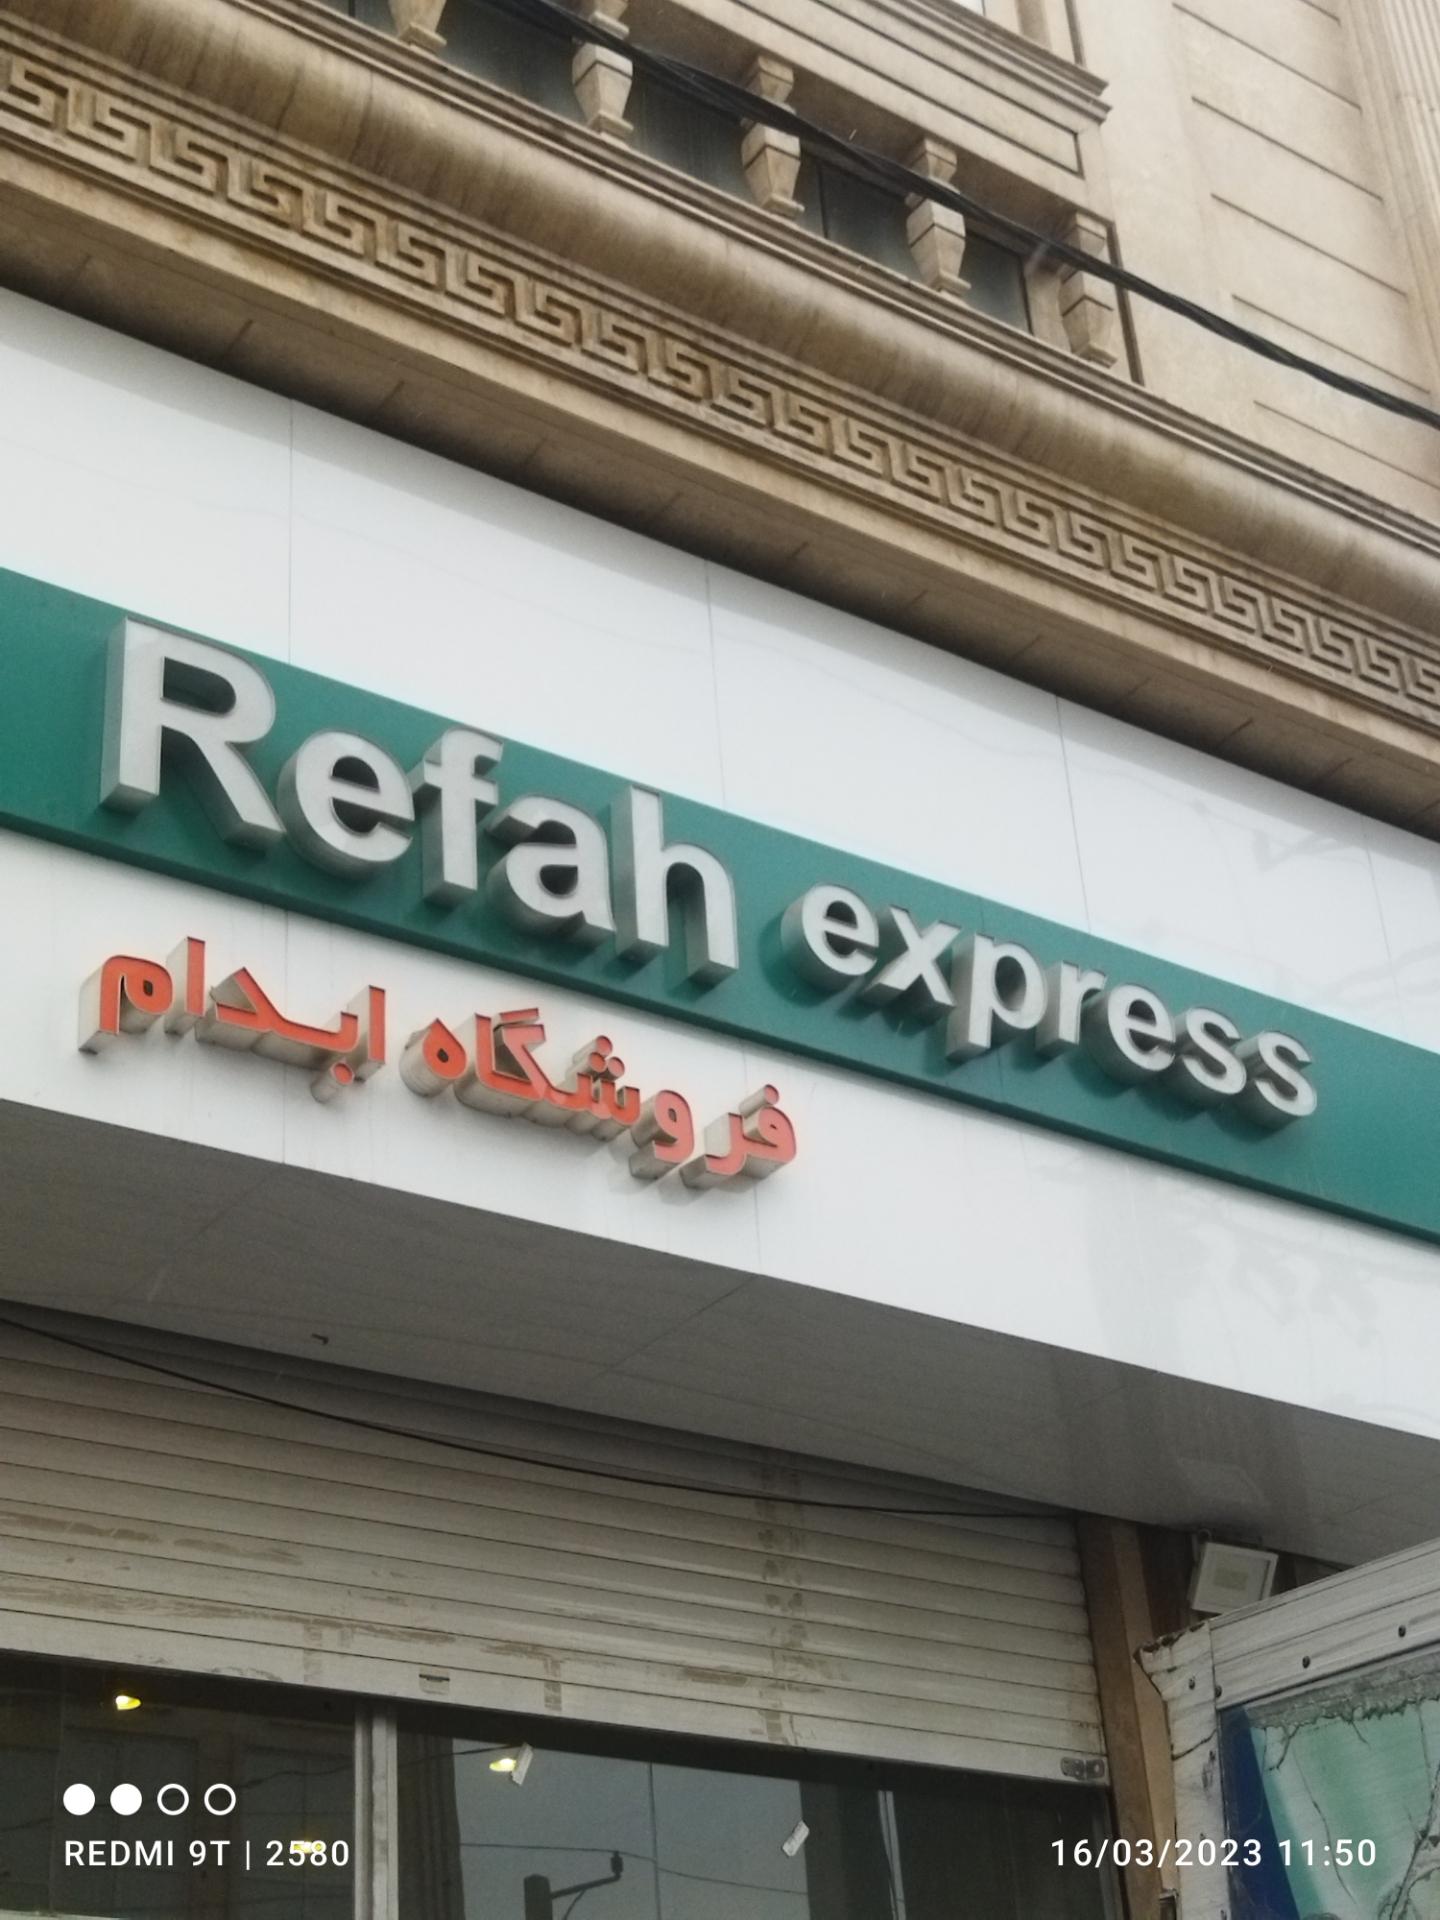 Refah express
فروشگاه ابدام
REDMI 9T | 2580
16/03/2023 11:50